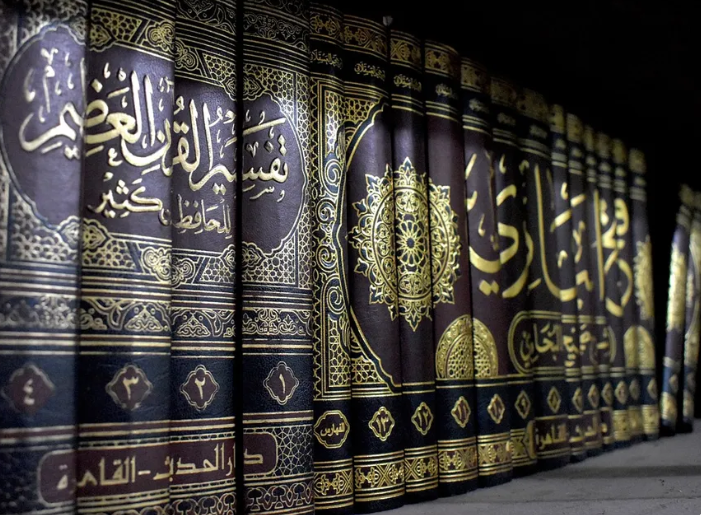 تفسير القرآن العظيم
للحافظ ابن كثير
١
٢
٣
٤
دار الحديث - القاهرة
فتح الباري
صحيح البخاري
الفهارس
١٣
١٢
١١
١٠
القاهرة